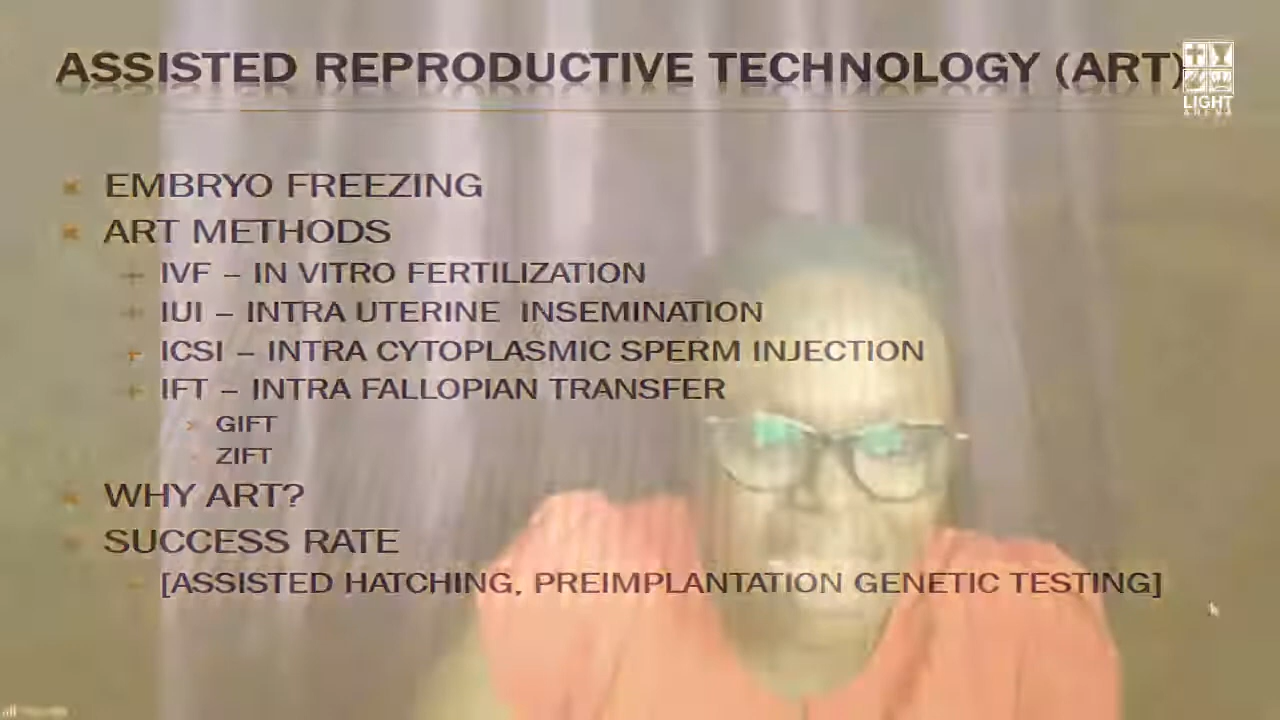 ASSISTED REPRODUCTIVE TECHNOLOGY (ART)
LIGHT
EMBRYO FREEZING
ART METHODS
IVF – IN VITRO FERTILIZATION
IUI – INTRA UTERINE INSEMINATION
ICSI – INTRA CYTOPLASMIC SPERM INJECTION
IFT – INTRA FALLOPIAN TRANSFER
GIFT
ZIFT
WHY ART?
SUCCESS RATE
[ASSISTED HATCHING, PREIMPLANTATION GENETIC TESTING]